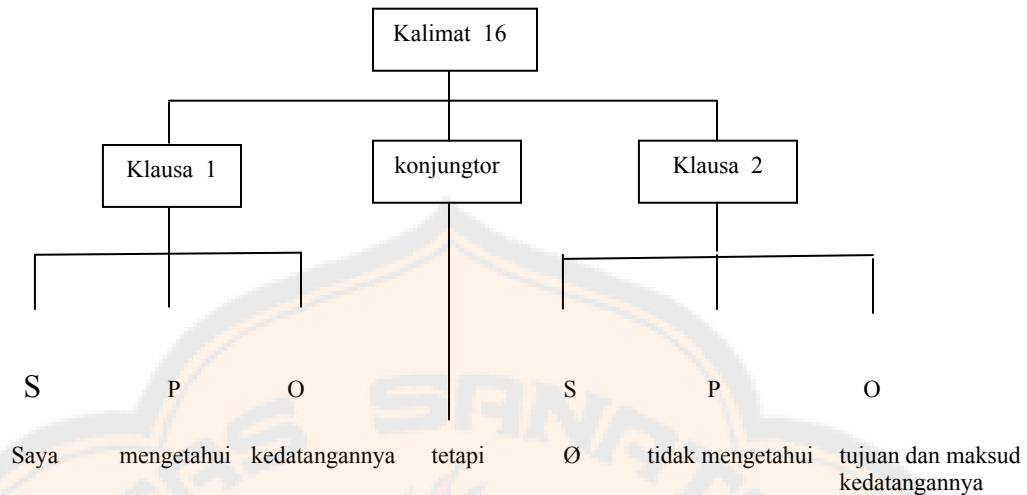 Kalimat 16
Klausa 1 konjungtor Klausa 2
S P O S P O
Saya mengetahui kedatangannya tetapi Ø tidak mengetahui tujuan dan maksud
kedatangannya